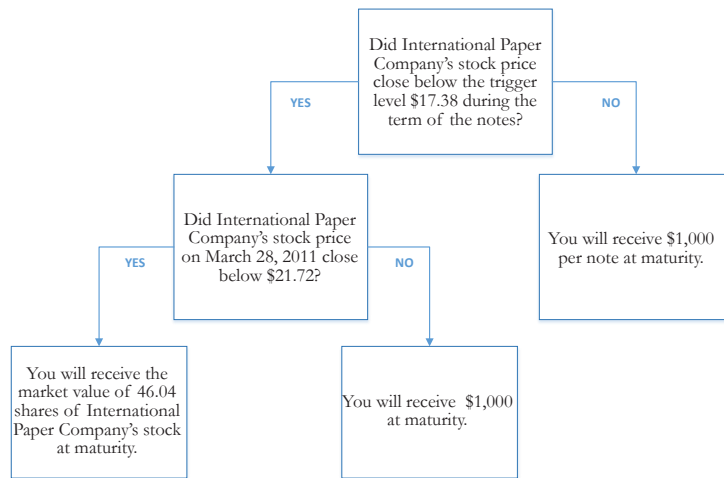 Did International Paper
Company's stock price
close below the trigger
level $17.38 during the
term of the notes?
YES
NO
Did International Paper
Company's stock price
on March 28, 2011 close
below $21.72?
You will receive $1,000
per note at maturity.
YES
NO
You will receive the
market value of 46.04
shares of International
Paper Company's stock
at maturity.
You will receive  $1,000
at maturity.